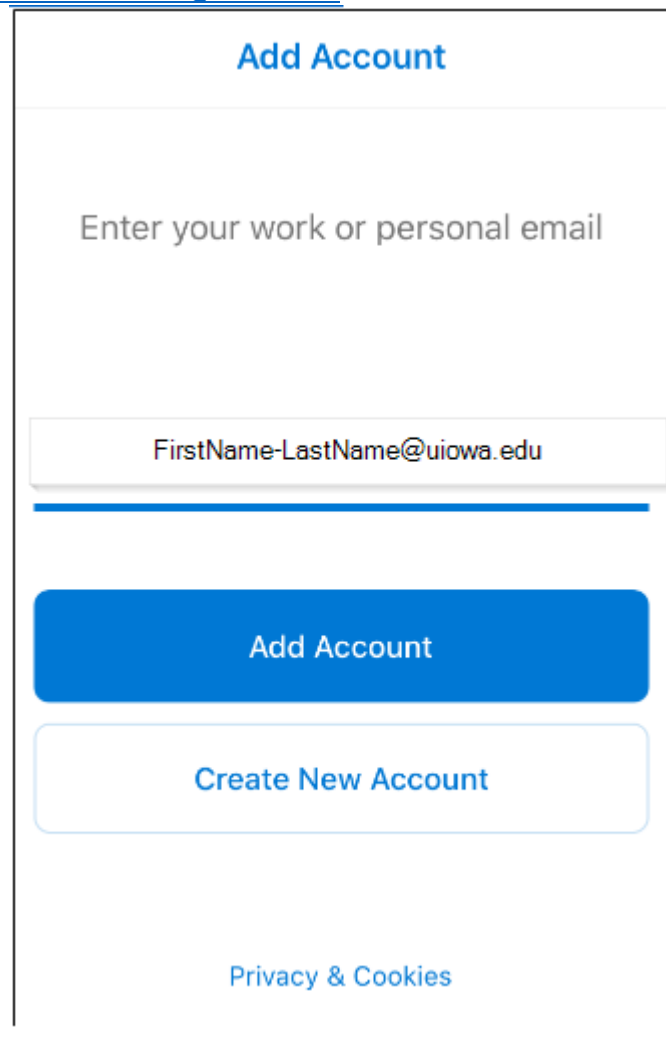 Add Account
Enter your work or personal email
FirstName-LastName@uiowa.edu
Add Account
Create New Account
Privacy & Cookies